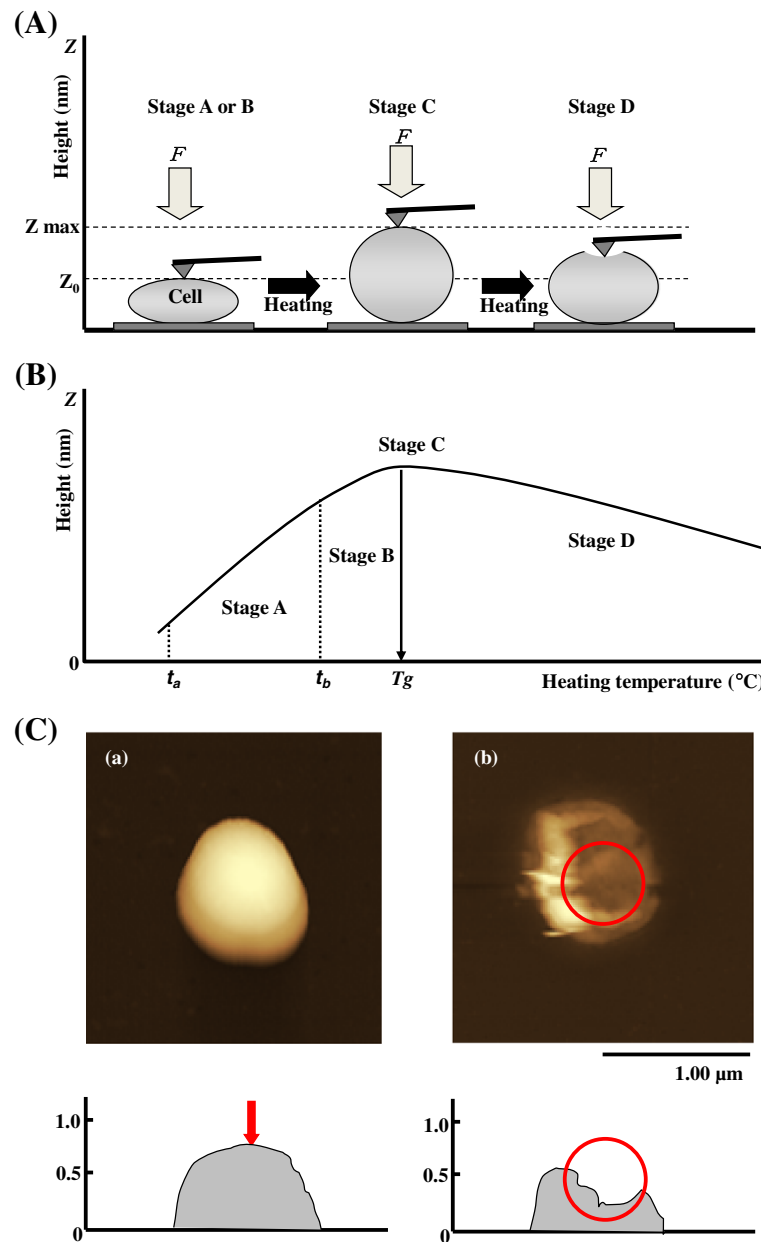 (A)
Z
Height (nm)
Stage A or B
Stage C
Stage D
F
F
F
Z max
Z0
Cell
Heating
Heating
(B)
Z
Height (nm)
Stage C
Stage B
Stage D
Stage A
0
ta
tb
Tg
Heating temperature (°C)
(C)
(a)
(b)
1.00 μm
1.0
0.5
0
1.0
0.5
0